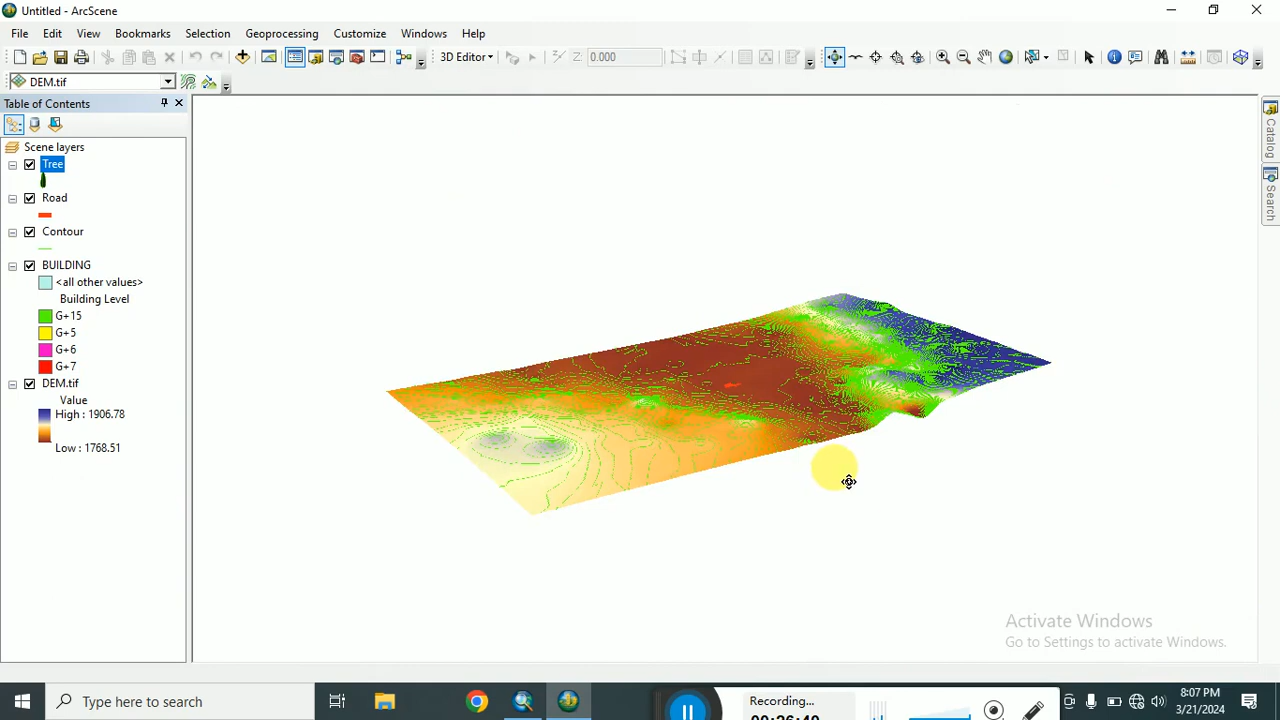 Untitled - ArcScene
File Edit View Bookmarks Selection Geoprocessing Customize Windows Help
3D Editor Z: 0.000
DEM.tif
Table of Contents
Scene layers
Tree
Road
Contour
BUILDING
<all other values>
Building Level
G+15
G+5
G+6
G+7
DEM.tif
Value
High : 1906.78
Low : 1768.51
Catalog
Search
Activate Windows
Go to Settings to activate Windows.
Type here to search
Recording...
00:26:40
8:07 PM
3/21/2024